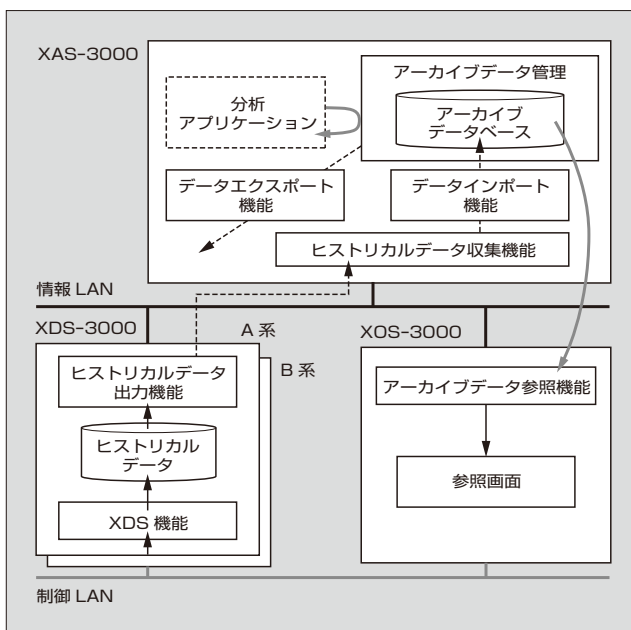 XAS-3000
アーカイブデータ管理
アーカイブ
データベース
分析
アプリケーション
データエクスポート
機能
データインポート
機能
ヒストリカルデータ収集機能
情報 LAN
XDS-3000
A 系
B 系
XOS-3000
ヒストリカルデータ
出力機能
ヒストリカル
データ
XDS 機能
アーカイブデータ参照機能
参照画面
制御 LAN